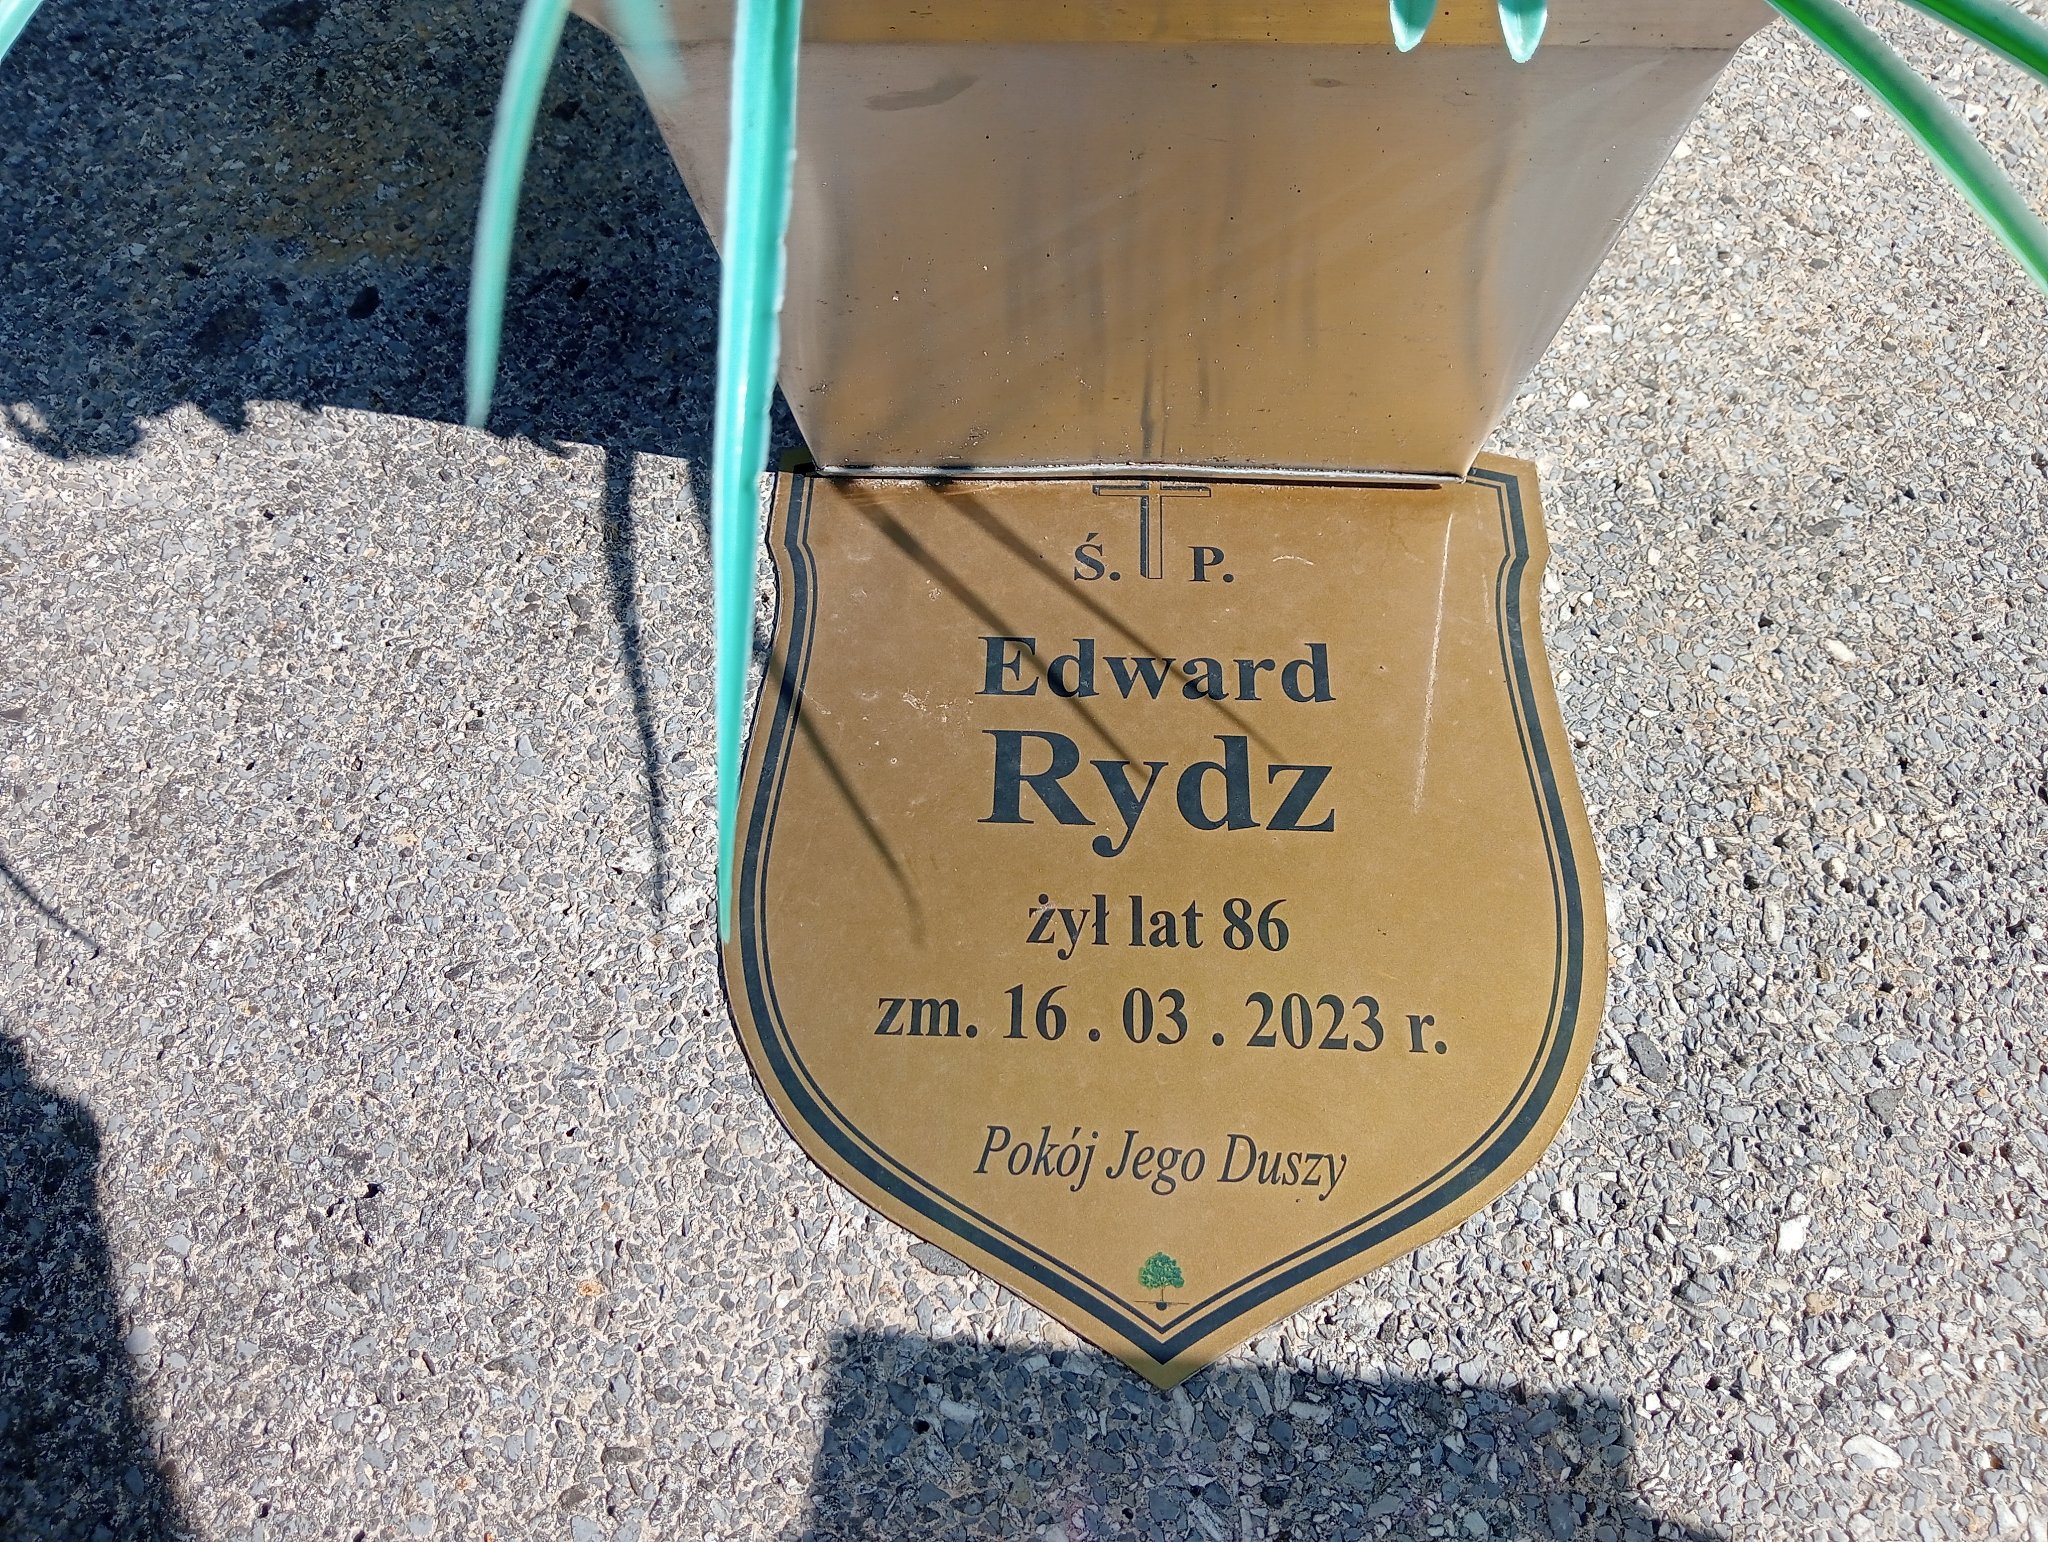 Ś. P.
Edward
Rydz
żył lat 86
zm. 16 . 03 . 2023 r.
Pokój Jego Duszy